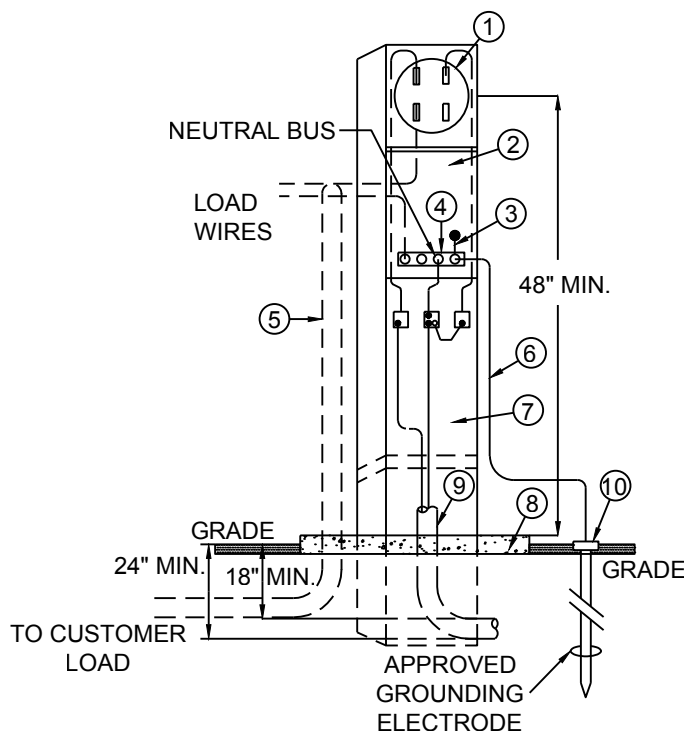 1
NEUTRAL BUS
2
LOAD
WIRES
4
3
48" MIN.
5
6
7
9
8
10
GRADE
24" MIN.
18" MIN.
GRADE
TO CUSTOMER
LOAD
APPROVED
GROUNDING
ELECTRODE